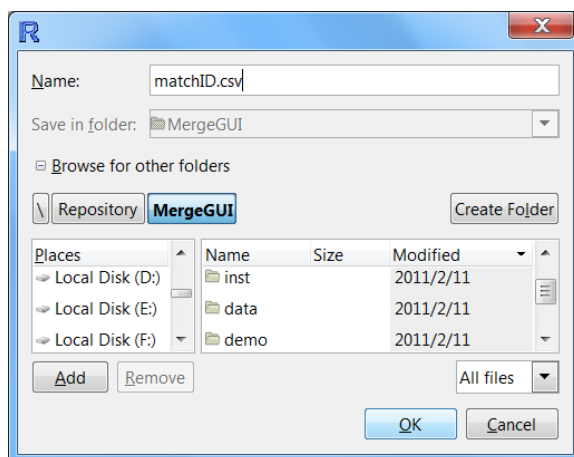 R X
Name: matchID.csv
Save in folder: MergeGUI
Browse for other folders
\ Repository MergeGUI Create Folder
Places Name Size Modified
Local Disk (D:) inst 2011/2/11
Local Disk (E:) data 2011/2/11
Local Disk (F:) demo 2011/2/11
Add Remove All files
OK Cancel